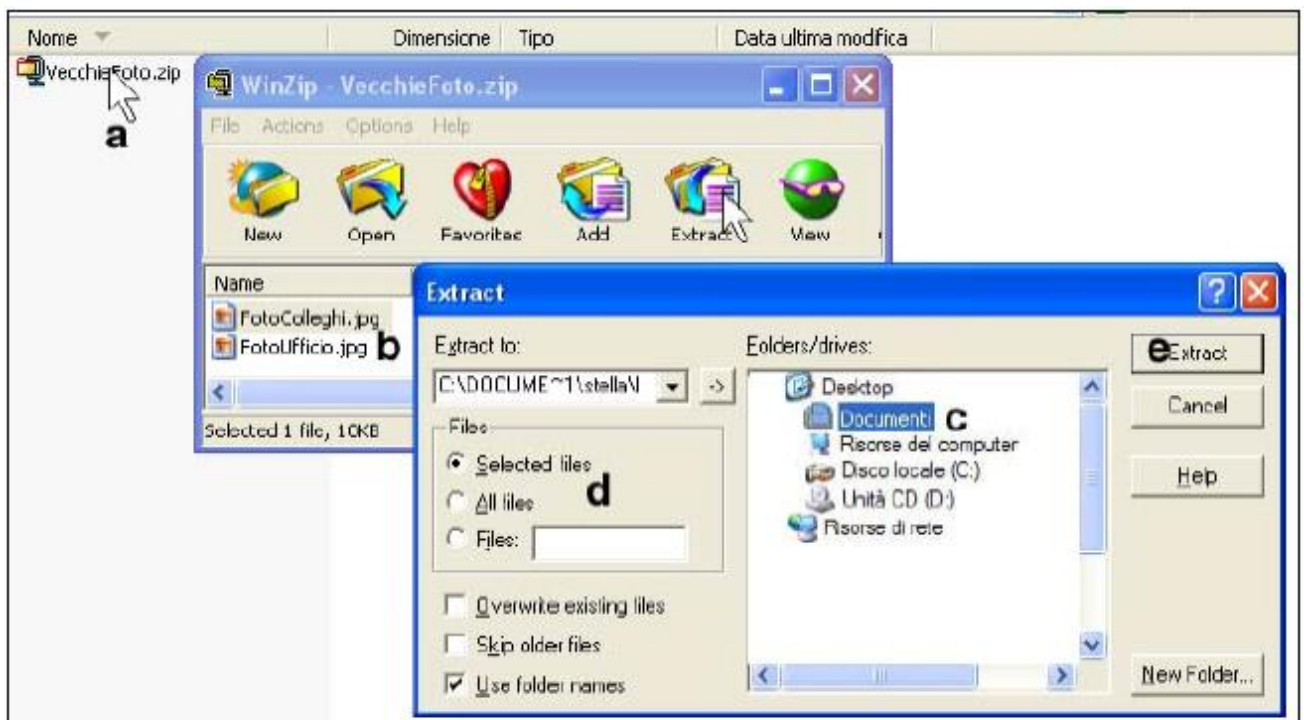 Nome Dimensione Tipo Data ultima modifica
VecchieFoto.zip
a
WinZip - VecchieFoto.zip
File Actions Options Help
New Open Favorites Add Extract View
Name
FotoColleghi.jpg
FotoUfficio.jpg b
Selected 1 file, 10KB
Extract
Extract to:
C:\DOCUME~1\stella\
Files
Selected files
All files
d
Files:
Overwrite existing files
Skip older files
Use folder names
Folders/drives:
Desktop
Documenti c
Risorse del computer
Disco locale (C:)
Unità CD (D:)
Risorse di rete
e Extract
Cancel
Help
New Folder...